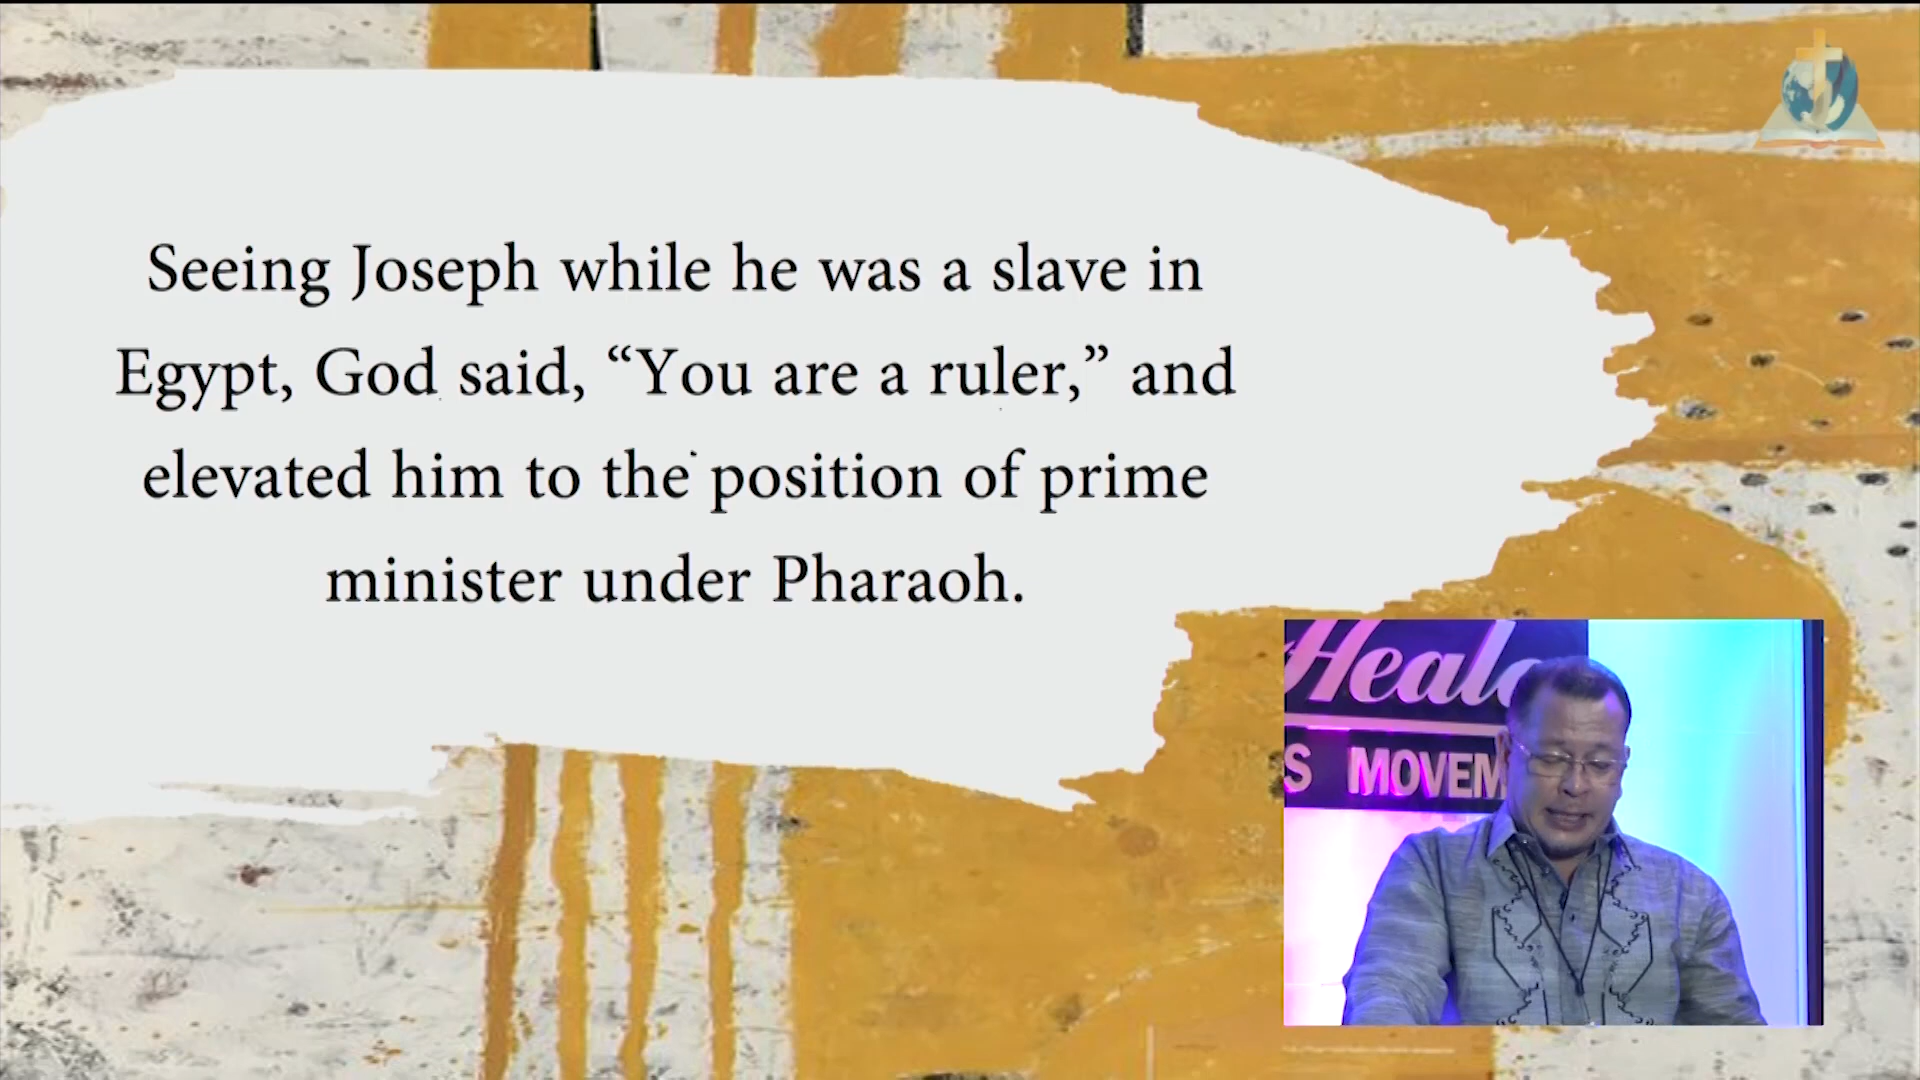 Seeing Joseph while he was a slave in
Egypt, God said, “You are a ruler,” and
elevated him to the position of prime
minister under Pharaoh.
MOVEM